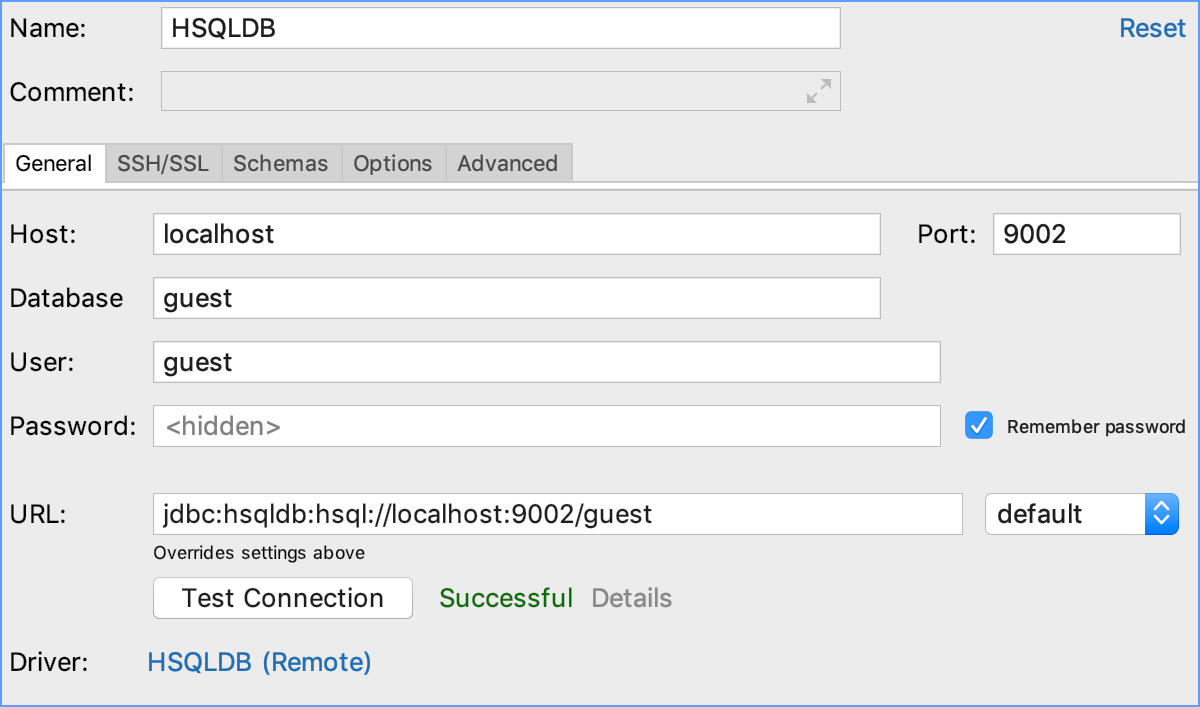 Name: HSQLDB Reset
Comment:
General SSH/SSL Schemas Options Advanced
Host: localhost Port: 9002
Database guest
User: guest
Password: <hidden> Remember password
URL: jdbc:hsqldb:hsql://localhost:9002/guest default
Overrides settings above
Test Connection Successful Details
Driver: HSQLDB (Remote)